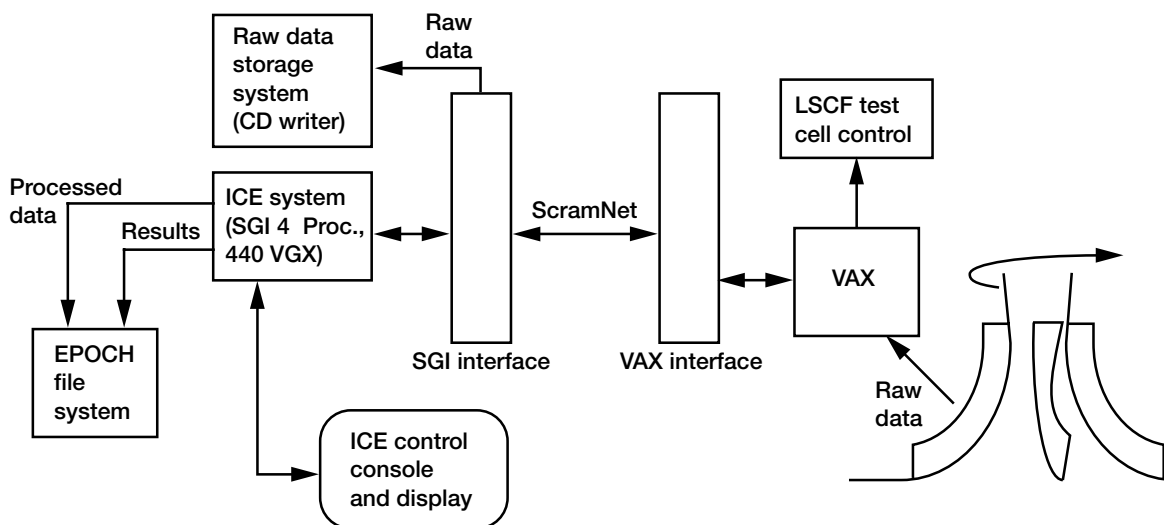 Raw data
storage
system
(CD writer)
Raw
data
LSCF test
cell control
Processed
data
Results
ICE system
(SGI 4 Proc.,
440 VGX)
ScramNet
VAX
EPOCH
file
system
SGI interface
VAX interface
Raw
data
ICE control
console
and display